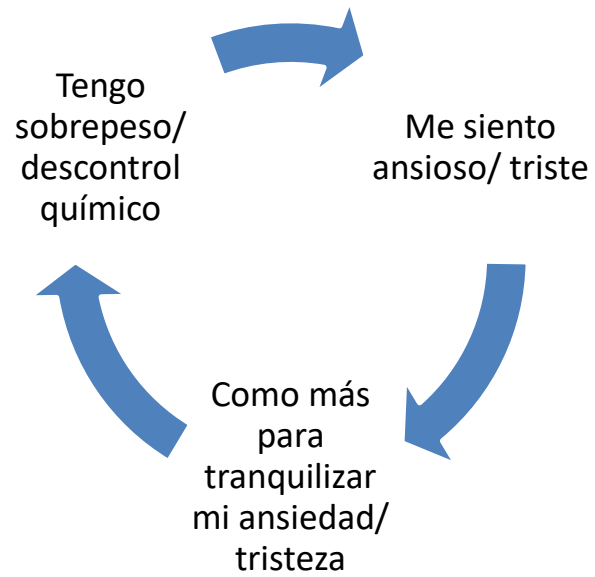 Tengo
sobrepeso/
descontrol
químico
Me siento
ansioso/ triste
Como más
para
tranquilizar
mi ansiedad/
tristeza